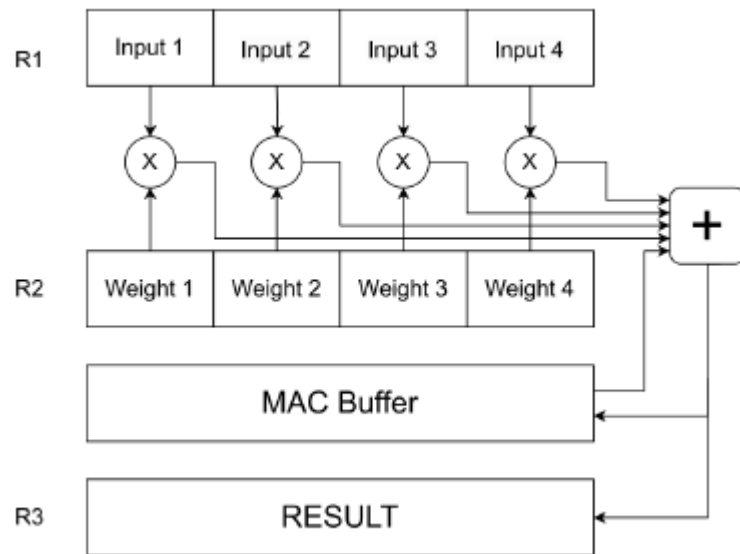 R1 Input 1 Input 2 Input 3 Input 4
X X X X
+
R2 Weight 1 Weight 2 Weight 3 Weight 4
MAC Buffer
R3 RESULT